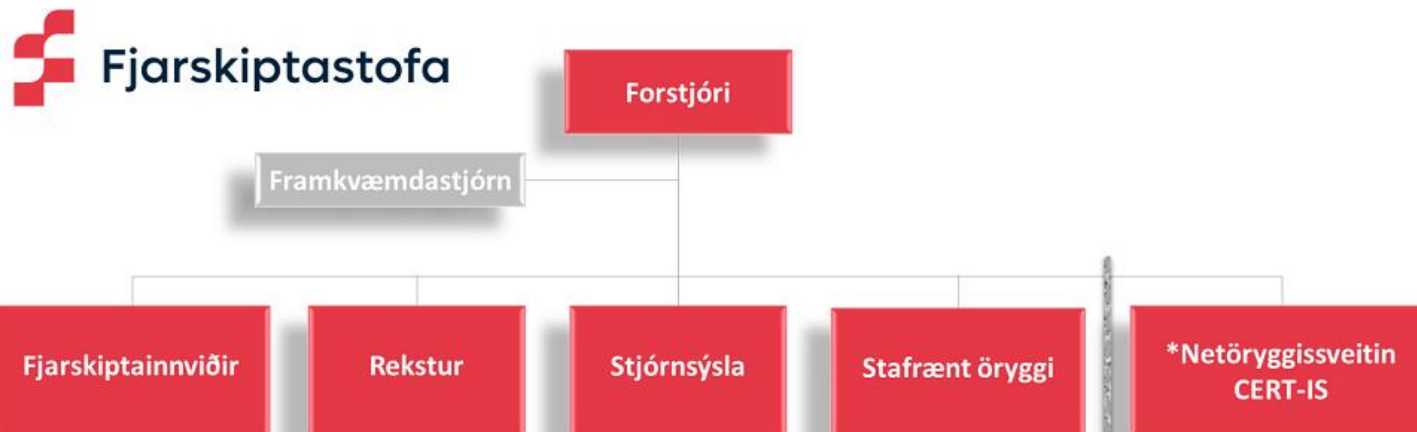 Fjarskiptastofa
Forstjóri
Framkvæmdastjórn
Fjarskiptainnviðir
Rekstur
Stjórnsýsla
Stafrænt öryggi
*Netöryggissveitin
CERT-IS